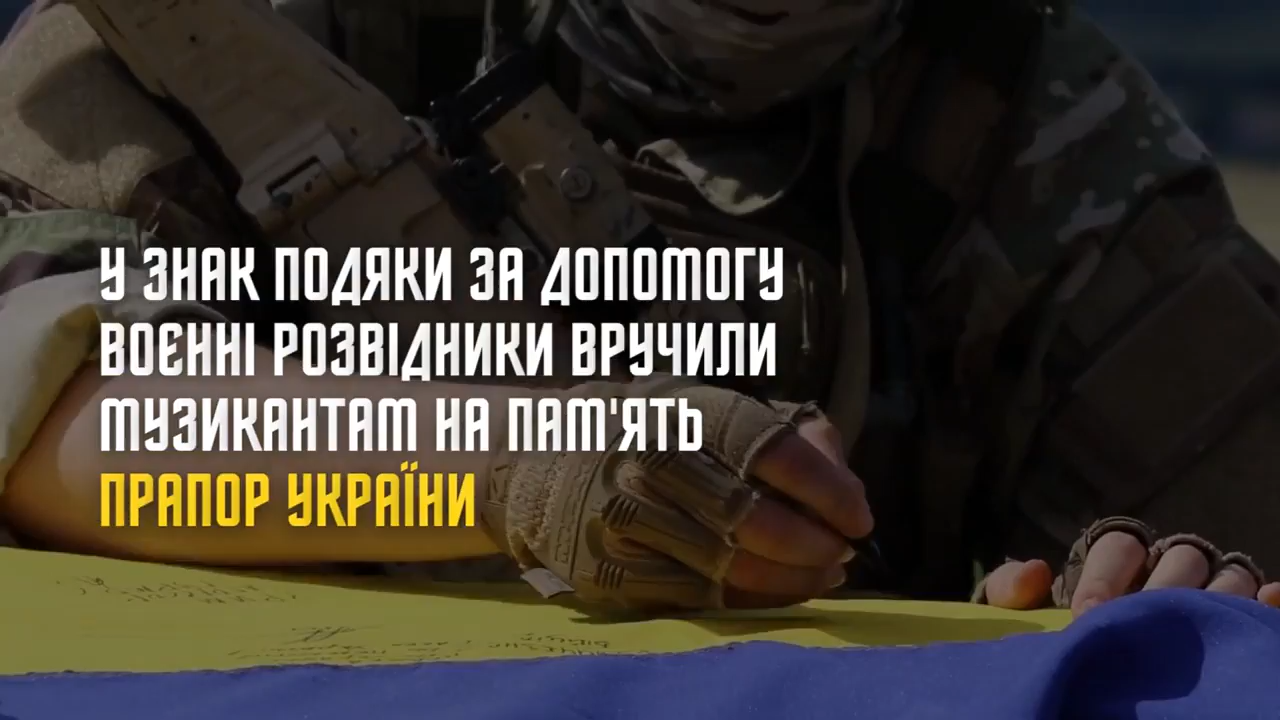 У ЗНАК ПОДЯКИ ЗА ДОПОМОГУ
ВОЄННІ РОЗВІДНИКИ ВРУЧИЛИ
МУЗИКАНТАМ НА ПАМ'ЯТЬ
ПРАПОР УКРАЇНИ